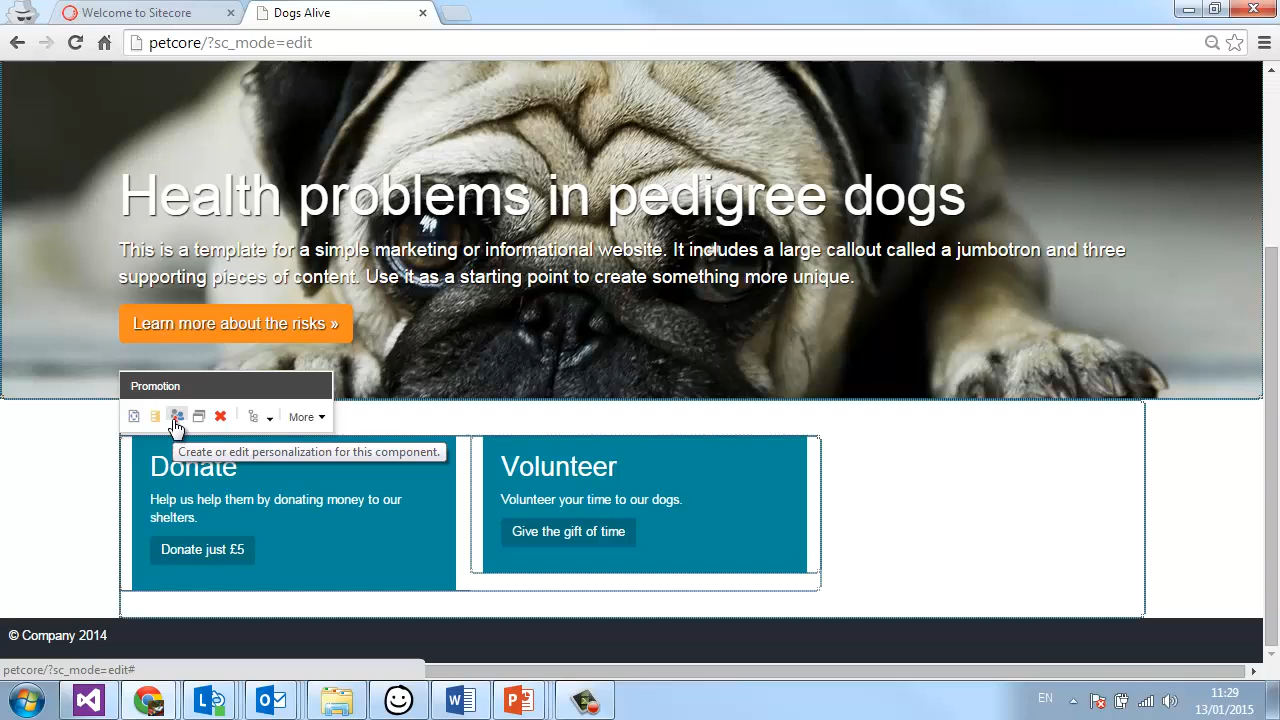 Welcome to Sitecore
Dogs Alive
petcore/?sc_mode=edit
Health problems in pedigree dogs
This is a template for a simple marketing or informational website. It includes a large callout called a jumbotron and three
supporting pieces of content. Use it as a starting point to create something more unique.
Learn more about the risks »
Promotion
More
Create or edit personalization for this component.
Donate
Help us help them by donating money to our
shelters.
Donate just £5
Volunteer
Volunteer your time to our dogs.
Give the gift of time
© Company 2014
petcore/?sc_mode=edit#
EN
11:29
13/01/2015